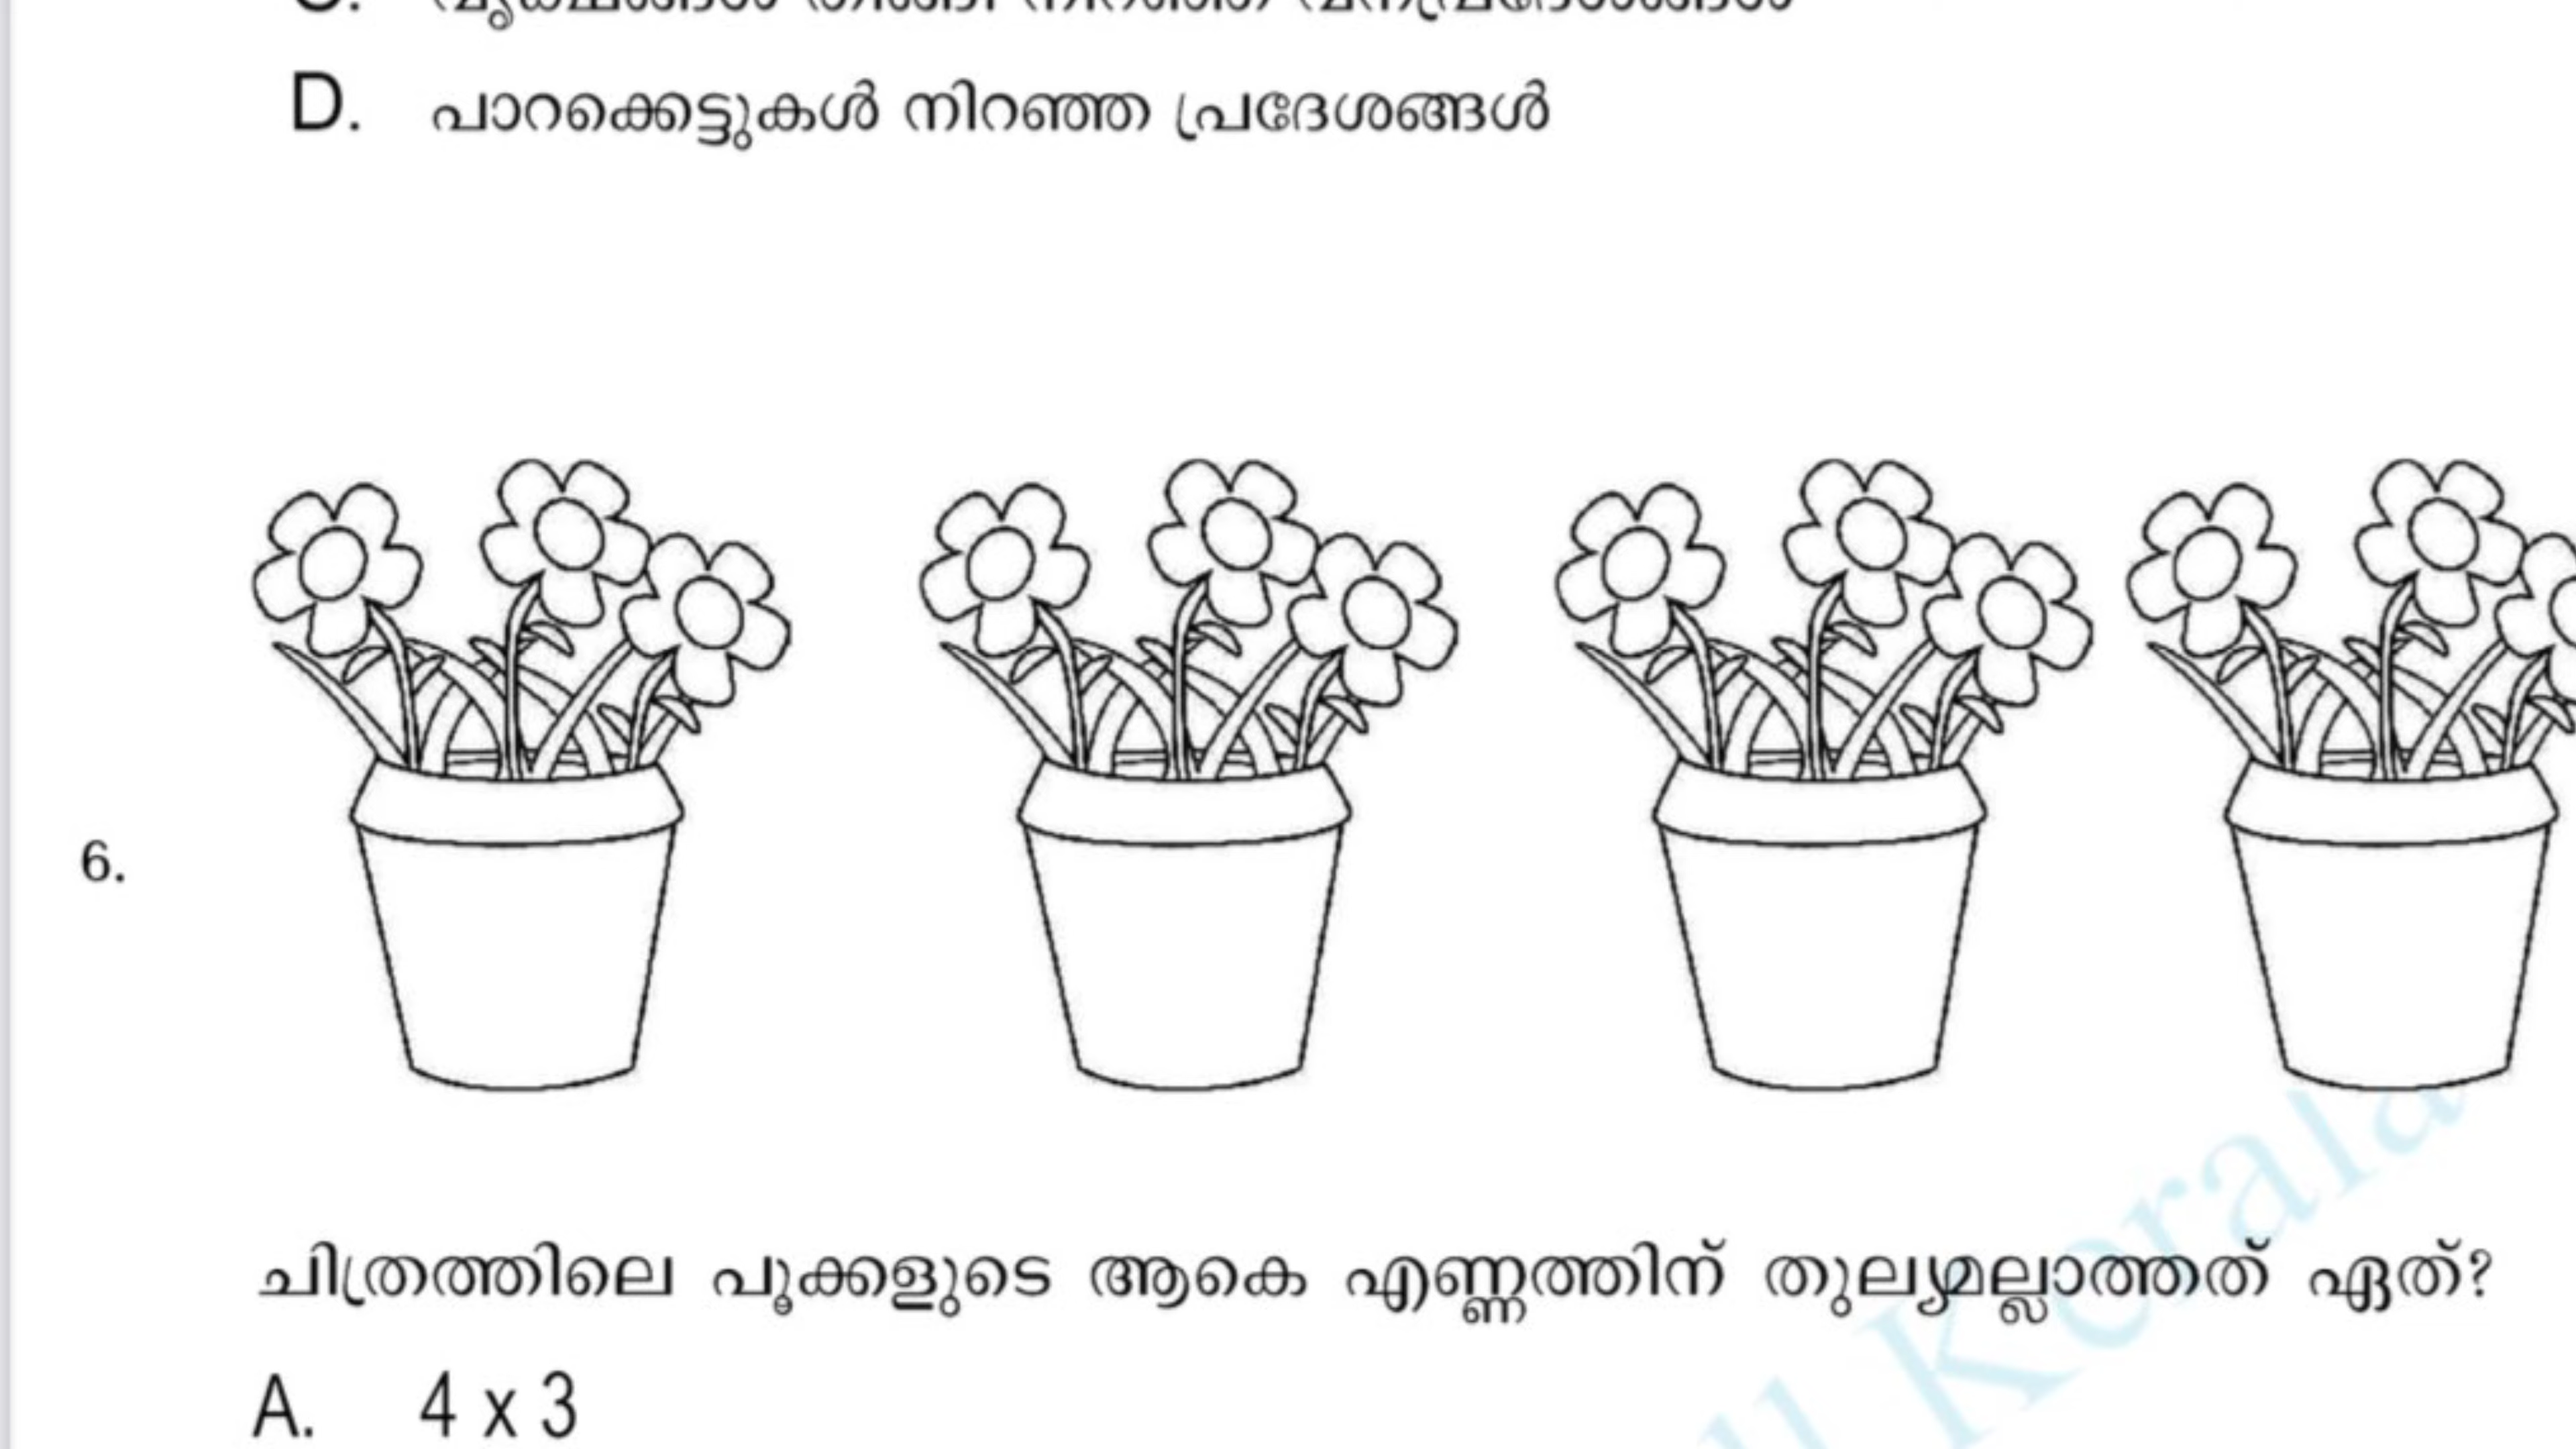 D. പാറക്കെട്ടുകൾ നിറഞ്ഞ പ്രദേശങ്ങൾ
6.
ചിത്രത്തിലെ പൂക്കളുടെ ആകെ എണ്ണത്തിന് തുല്യമല്ലാത്തത് ഏത്?
A. 4 x 3